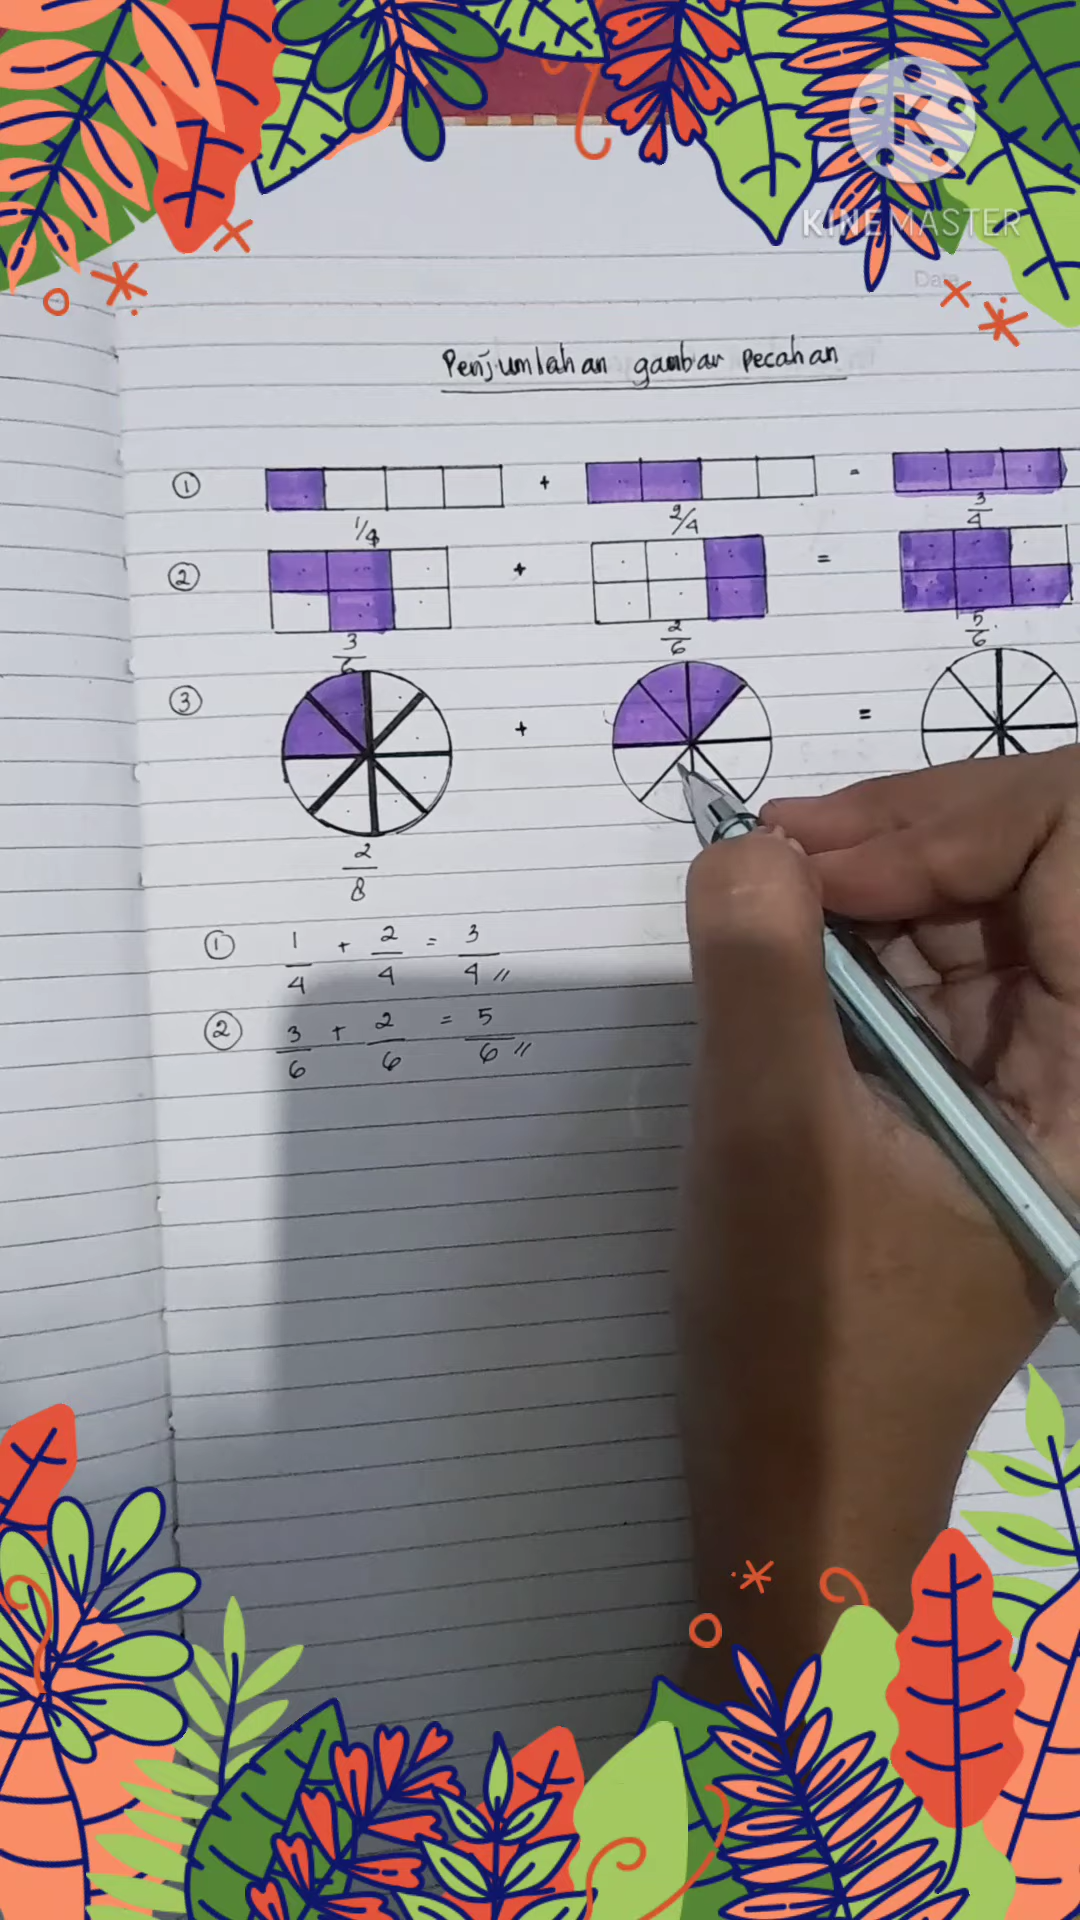 KINEMASTER
Date
Penjumlahan gambar Pecahan
① + =
1/4 2/4 3/4
② + =
3/6 2/6 5/6
③ + =
2/8
① 1/4 + 2/4 = 3/4 //
② 3/6 + 2/6 = 5/6 //